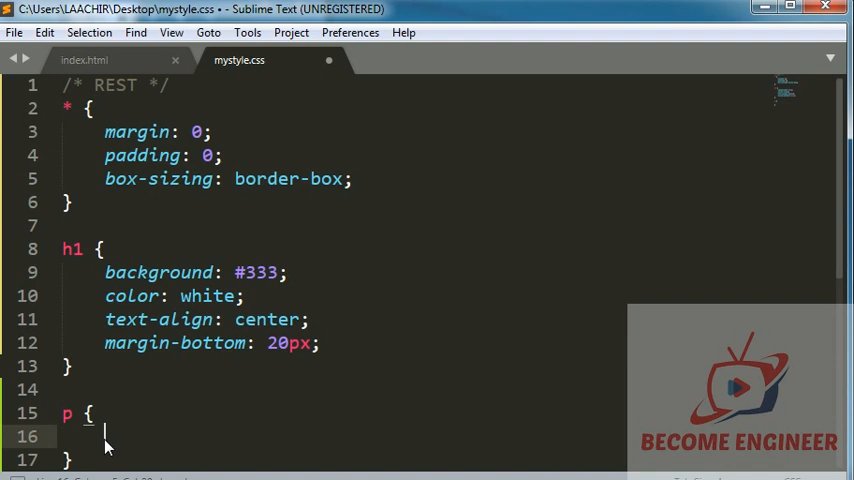 C:\Users\LAACHIR\Desktop\mystyle.css • - Sublime Text (UNREGISTERED)
File Edit Selection Find View Goto Tools Project Preferences Help
index.html mystyle.css
1 /* REST */
2 * {
3 margin: 0;
4 padding: 0;
5 box-sizing: border-box;
6 }
7
8 h1 {
9 background: #333;
10 color: white;
11 text-align: center;
12 margin-bottom: 20px;
13 }
14
15 p {
16
17 }
BECOME ENGINEER